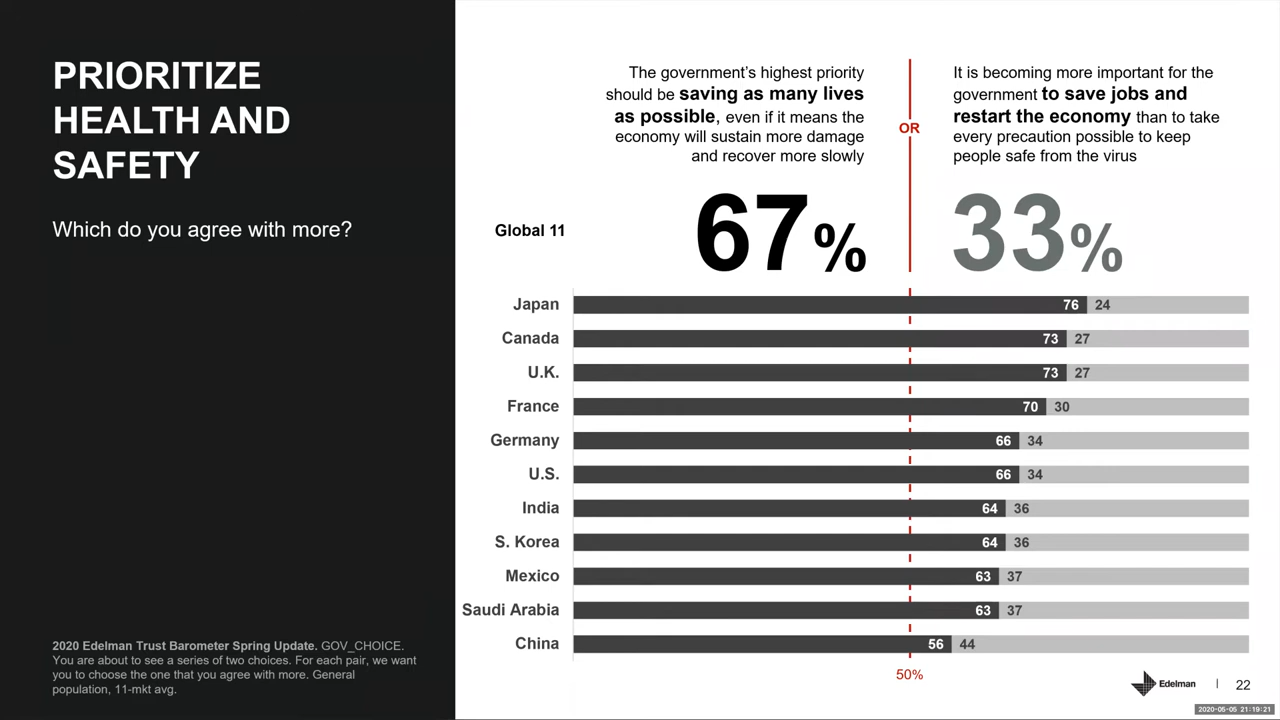 PRIORITIZE
HEALTH AND
SAFETY
Which do you agree with more?
The government's highest priority
should be saving as many lives
as possible, even if it means the
economy will sustain more damage
and recover more slowly
OR
It is becoming more important for the
government to save jobs and
restart the economy than to take
every precaution possible to keep
people safe from the virus
Global 11 67% 33%
Japan 76 24
Canada 73 27
U.K. 73 27
France 70 30
Germany 66 34
U.S. 66 34
India 64 36
S. Korea 64 36
Mexico 63 37
Saudi Arabia 63 37
China 56 44
50%
2020 Edelman Trust Barometer Spring Update. GOV_CHOICE.
You are about to see a series of two choices. For each pair, we want
you to choose the one that you agree with more. General
population, 11-mkt avg.
Edelman | 22
2020-05-05 21:19:21